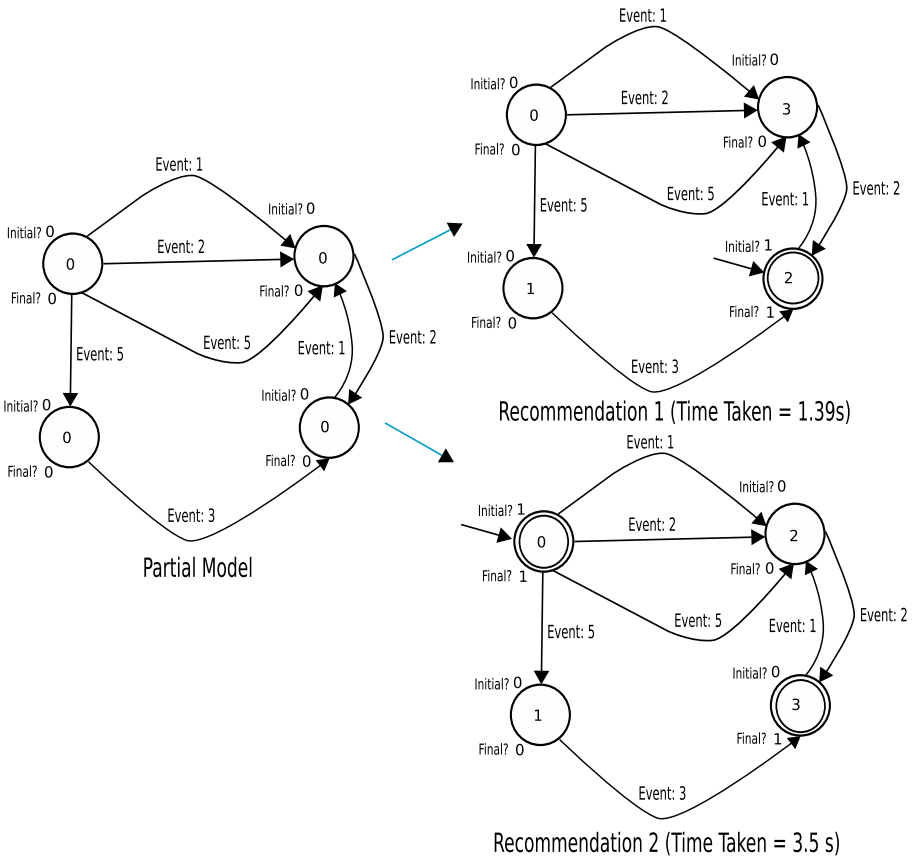 Event: 1
Initial? 0
Initial? 0
0
Event: 2
0
Final? 0
Final? 0
Event: 5
Event: 5
Event: 1
Event: 2
Initial? 0
Initial? 0
0
0
Final? 0
Final? 0
Event: 3
Partial Model
Event: 1
Initial? 0
Initial? 0
0
Event: 2
3
Final? 0
Final? 0
Event: 5
Event: 5
Event: 1
Event: 2
Initial? 0
Initial? 1
1
2
Final? 0
Final? 1
Event: 3
Recommendation 1 (Time Taken = 1.39s)
Event: 1
Initial? 1
Initial? 0
0
Event: 2
2
Final? 1
Final? 0
Event: 5
Event: 5
Event: 1
Event: 2
Initial? 0
Initial? 0
1
3
Final? 0
Final? 1
Event: 3
Recommendation 2 (Time Taken = 3.5 s)